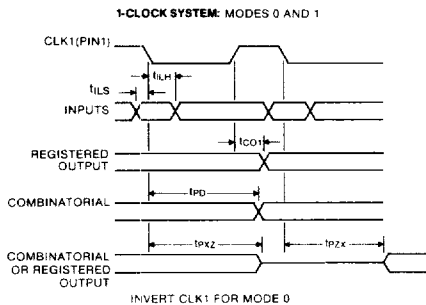 1-CLOCK SYSTEM: MODES 0 AND 1
CLK1(PIN1)
tILH
tILS
INPUTS
tCO1
REGISTERED
OUTPUT
tPD
COMBINATORIAL
tPXZ
tPZX
COMBINATORIAL
OR REGISTERED
OUTPUT
INVERT CLK1 FOR MODE 0